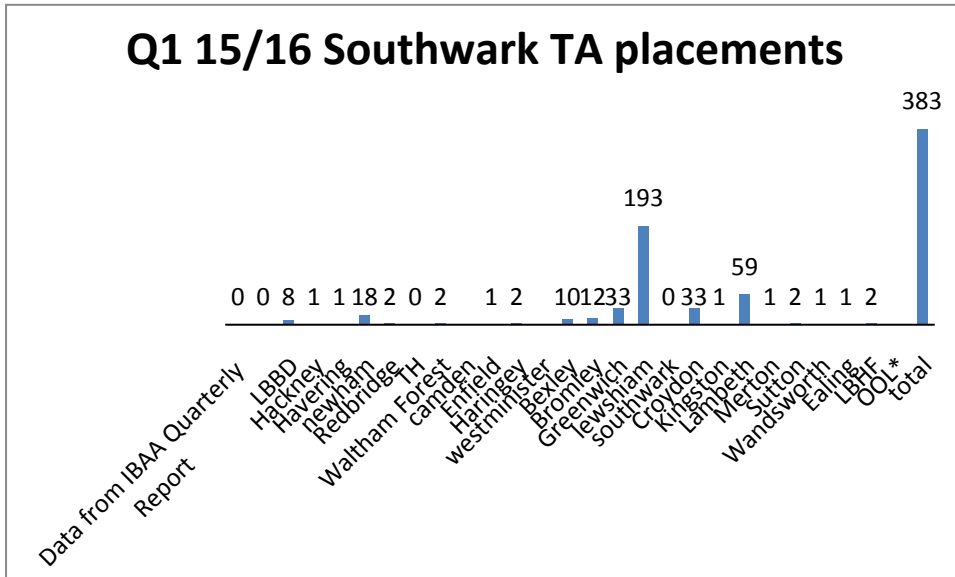 Q1 15/16 Southwark TA placements
383
193
59
0 0 8 1 1 18 2 0 2 1 2 10 12 33 0 33 1 1 2 1 1 2
Data from IBAA Quarterly
Report
LBBD
Hackney
Havering
newham
Redbridge
TH
Waltham Forest
camden
Enfield
Haringey
westminister
Bexley
Bromley
Greenwich
lewshiham
southwark
Croydon
Kingston
Lambeth
Merton
Sutton
Wandsworth
Ealing
LBHF
OOL*
total